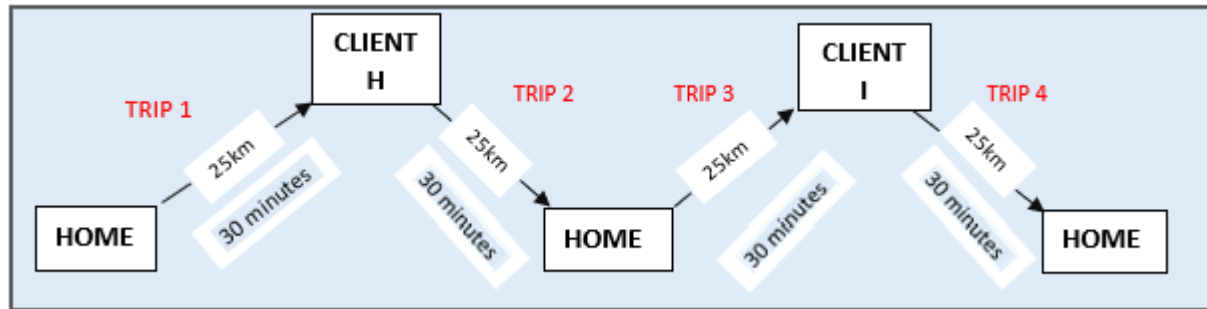 CLIENT
H
CLIENT
I
TRIP 1
TRIP 2
TRIP 3
TRIP 4
25km
25km
25km
25km
30 minutes
30 minutes
30 minutes
30 minutes
HOME
HOME
HOME